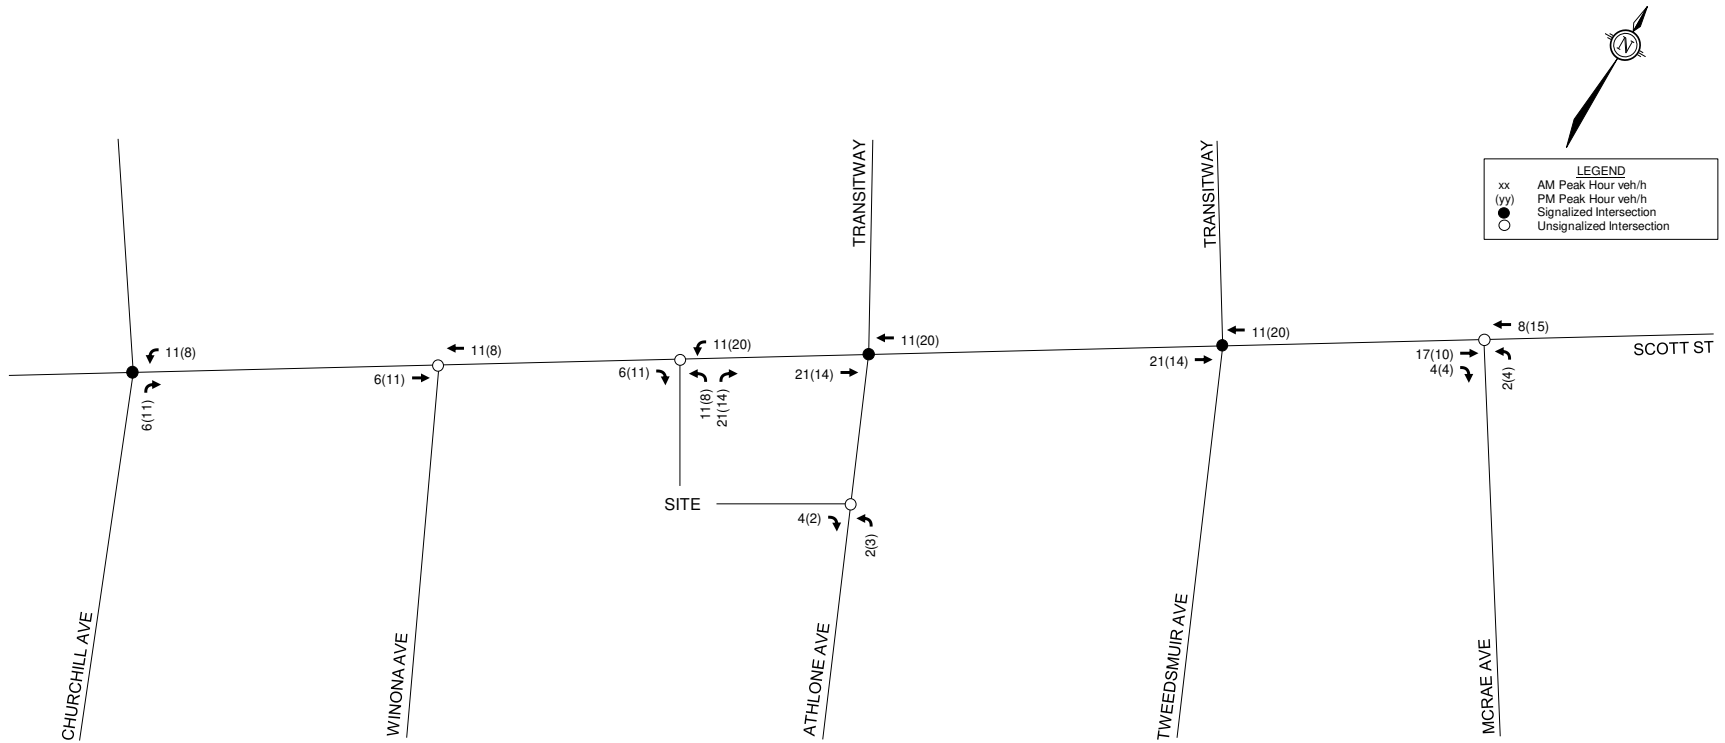 N
TRANSITWAY
TRANSITWAY
LEGEND
xx AM Peak Hour veh/h
(yy) PM Peak Hour veh/h
Signalized Intersection
Unsignalized Intersection
11(8)
6(11)
11(8)
6(11)
11(20)
6(11)
11(8)
21(14)
11(20)
21(14)
11(20)
21(14)
8(15)
17(10)
4(4)
2(4)
SCOTT ST
SITE
4(2)
2(3)
CHURCHILL AVE
WINONA AVE
ATHLONE AVE
TWEEDSMUIR AVE
MCRAE AVE